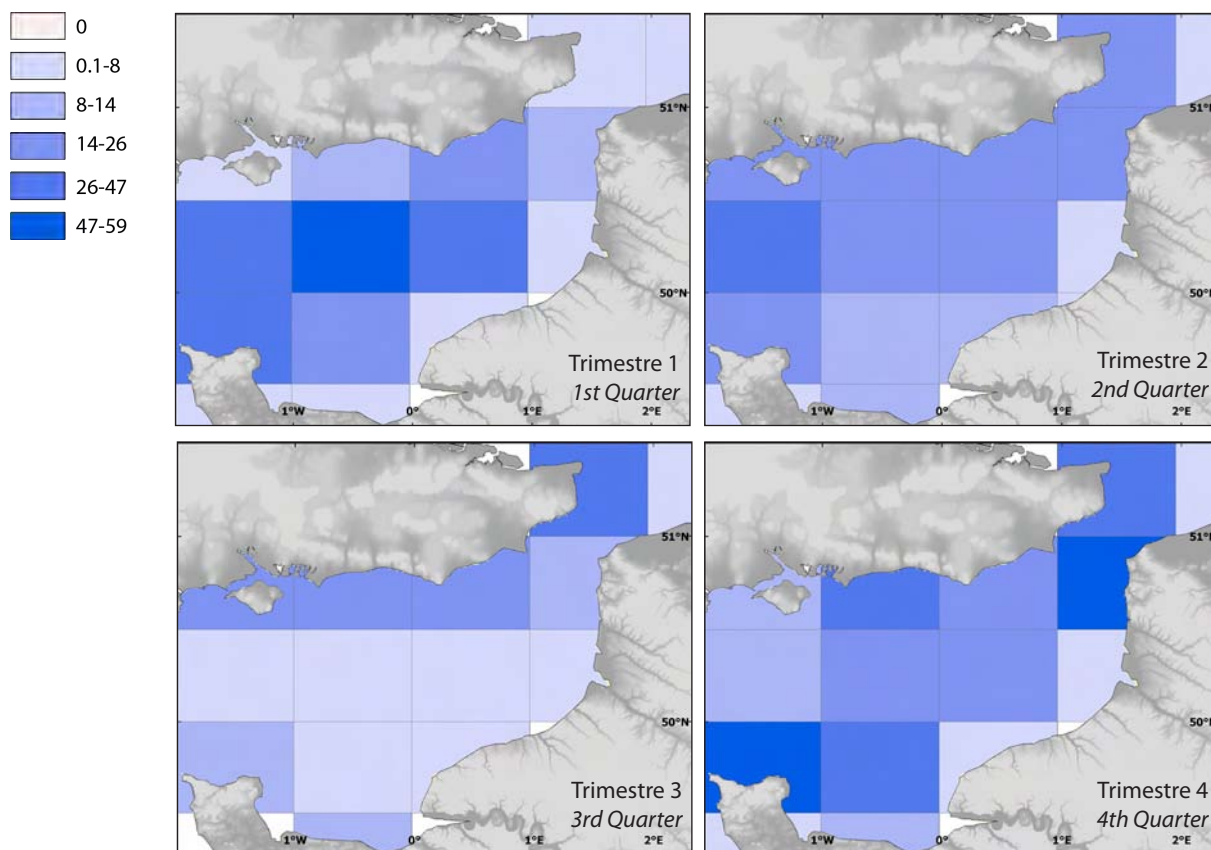 0
0.1-8
8-14
14-26
26-47
47-59
51°N
50°N
Trimestre 1
1st Quarter
1°W
0°
1°E
2°E
51°N
50°N
Trimestre 2
2nd Quarter
1°W
0°
1°E
2°E
51°N
50°N
Trimestre 3
3rd Quarter
1°W
0°
1°E
2°E
51°N
50°N
Trimestre 4
4th Quarter
1°W
0°
1°E
2°E